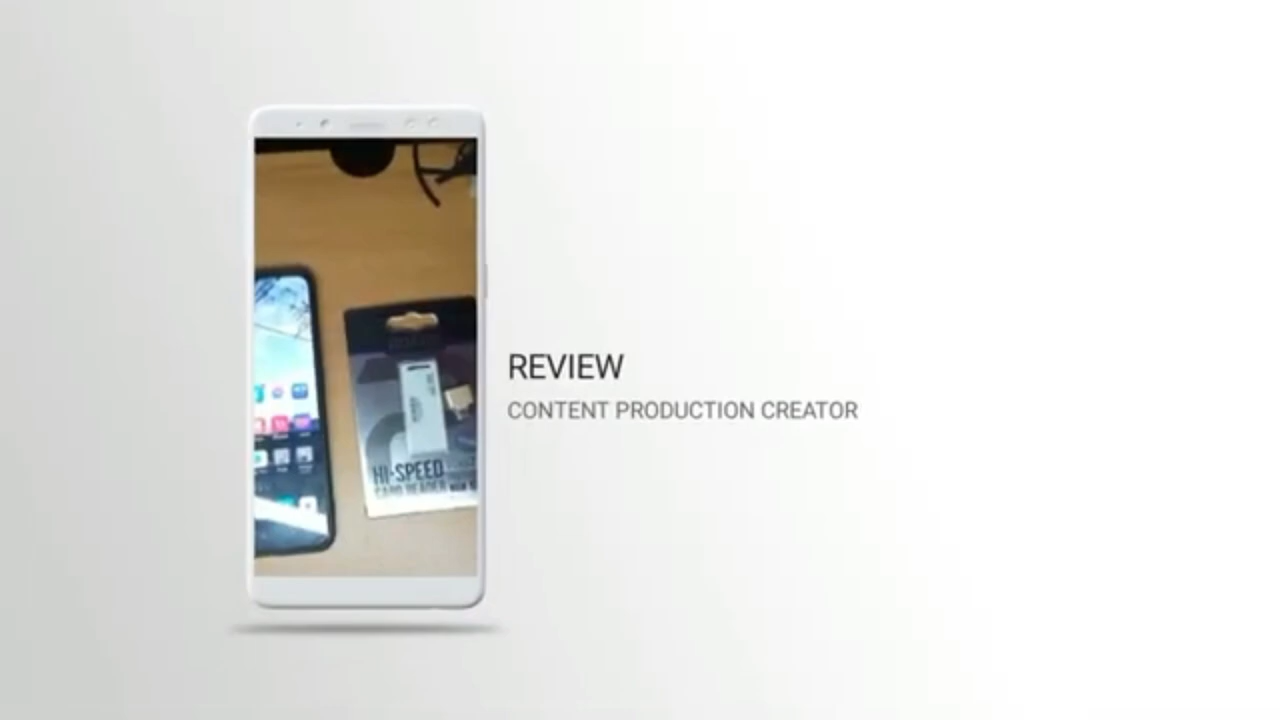 REVIEW
CONTENT PRODUCTION CREATOR
HI-SPEED
CARD READER